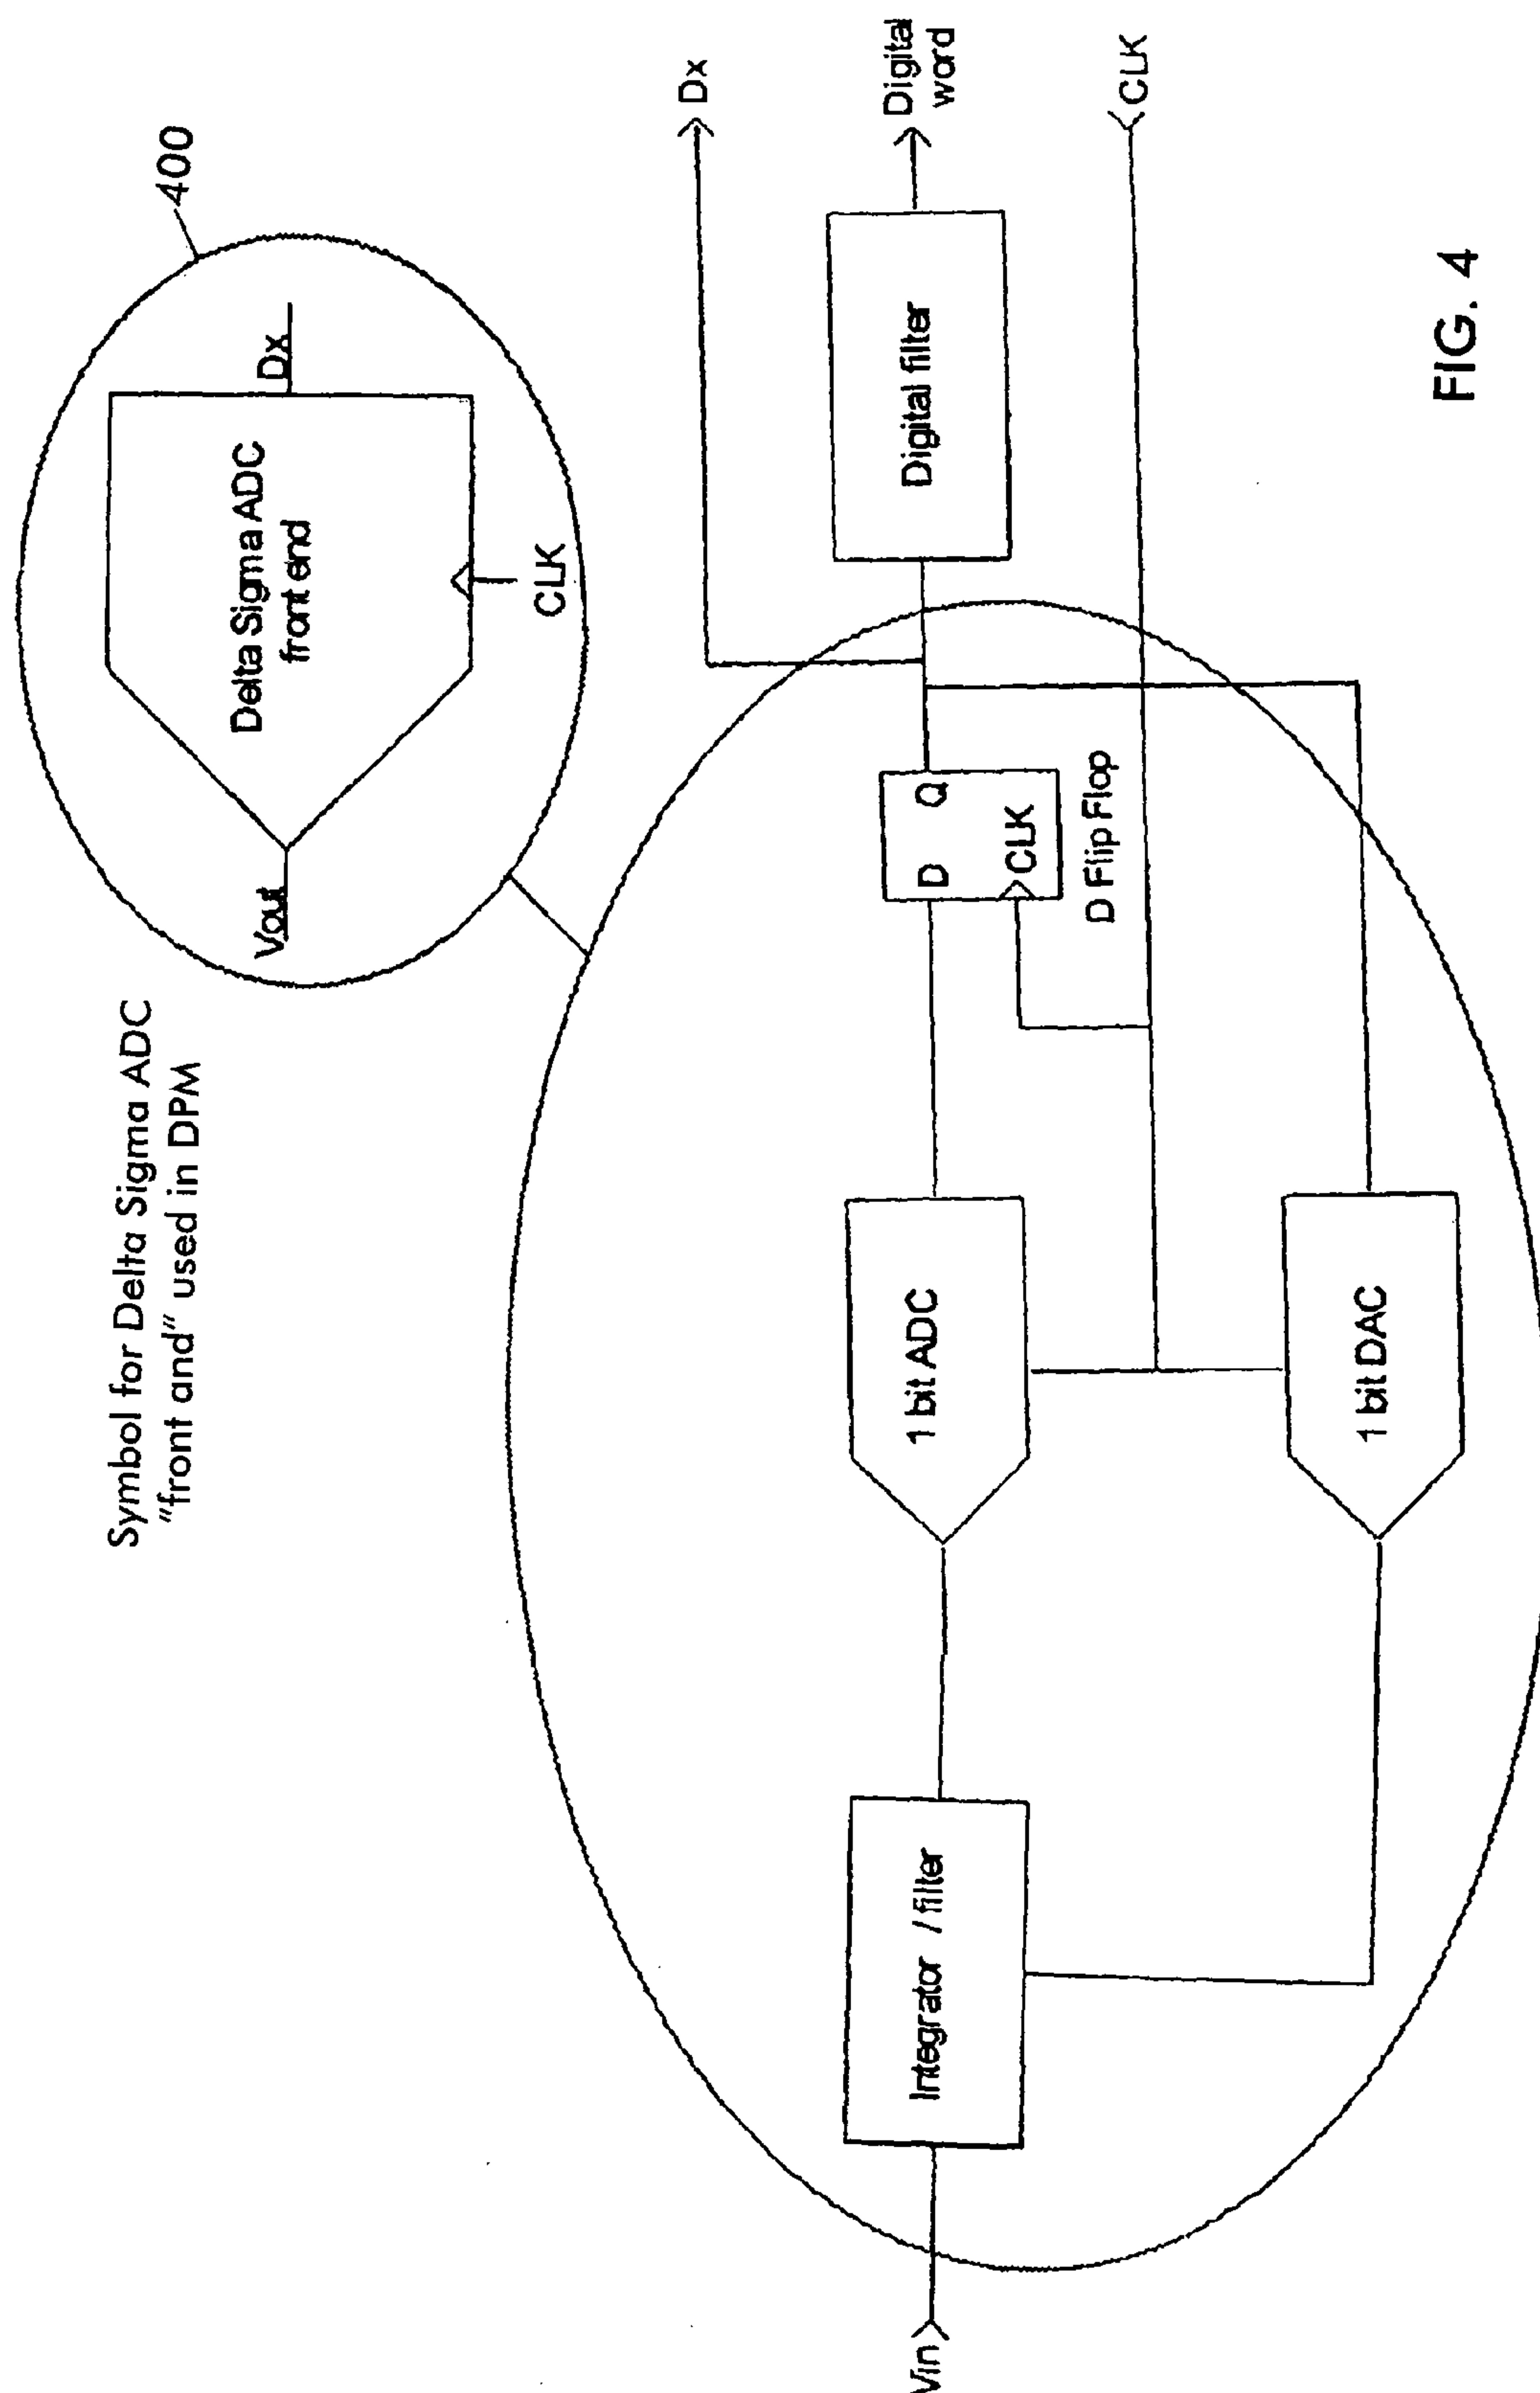 Symbol for Delta Sigma ADC
"front and" used in DPM
400
Vout
Delta Sigma ADC
front end
Dx
CLK
Dx
Vin
Integrator / filter
1 bit ADC
D
Q
CLK
D Flip Flop
Digital filter
Digital
word
CLK
1 bit DAC
FIG. 4